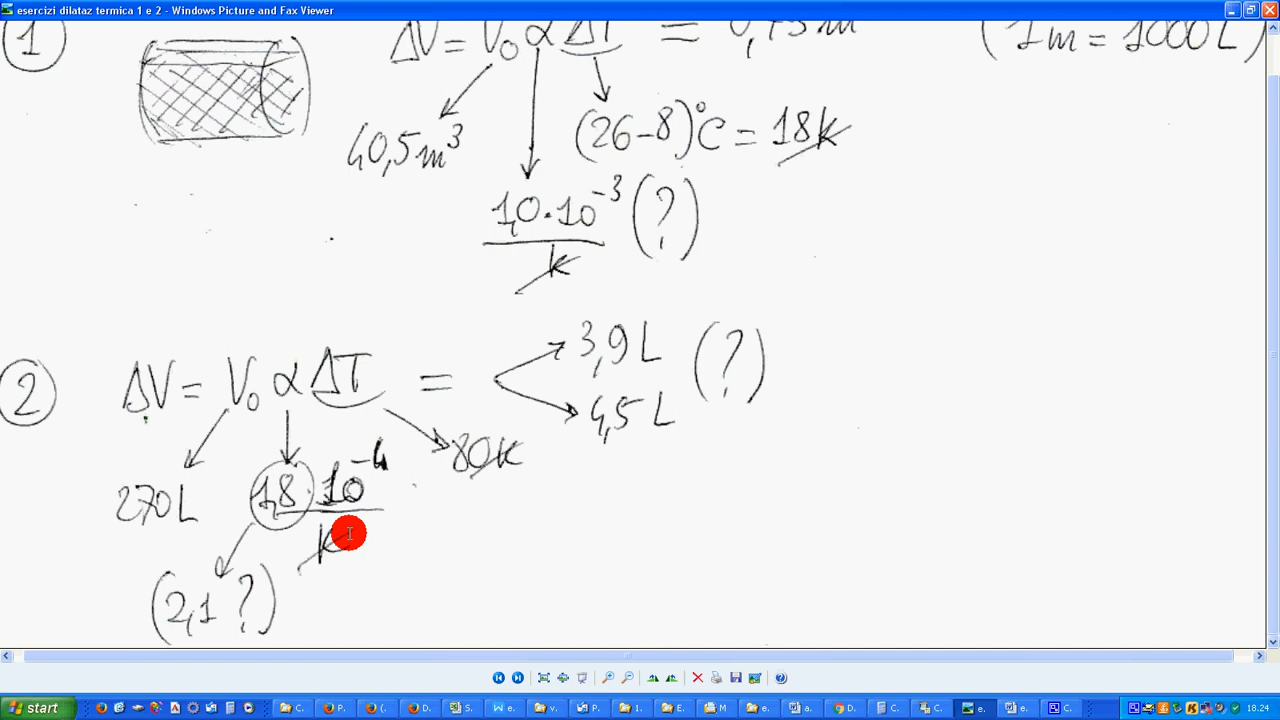 esercizi dilataz termica 1 e 2 - Windows Picture and Fax Viewer
1 ΔV = V₀ α ΔT = 0,73 m (1 m = 1000 L)
40,5 m³ (26-8)°C = 18 K
1,0·10⁻³ (?)
K
3,9 L (?)
2 ΔV = V₀ α ΔT =
4,5 L
80 K
270 L 1,8·10⁻⁴
K
(2,1 ?)
start C. P. (. D. S. w e. v. P. 1. E. M e. a. D. C. C. e. e. C. 18.24